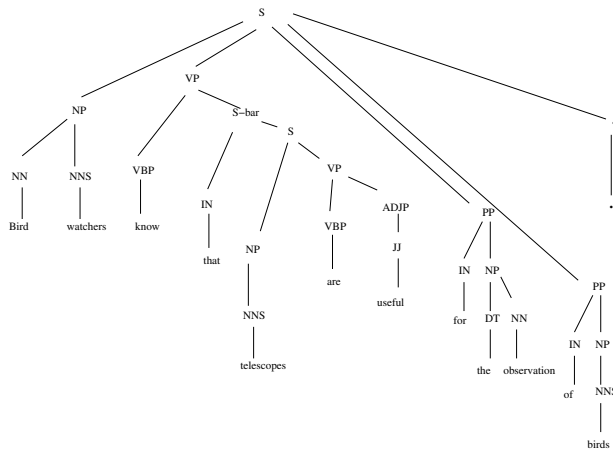 S
VP
NP
S-bar
S
.
NN
NNS
VBP
VP
IN
ADJP
PP
Bird
watchers
know
VBP
NP
JJ
that
IN
NP
are
PP
useful
NNS
for
DT
NN
IN
NP
telescopes
the
observation
of
NNS
birds
.